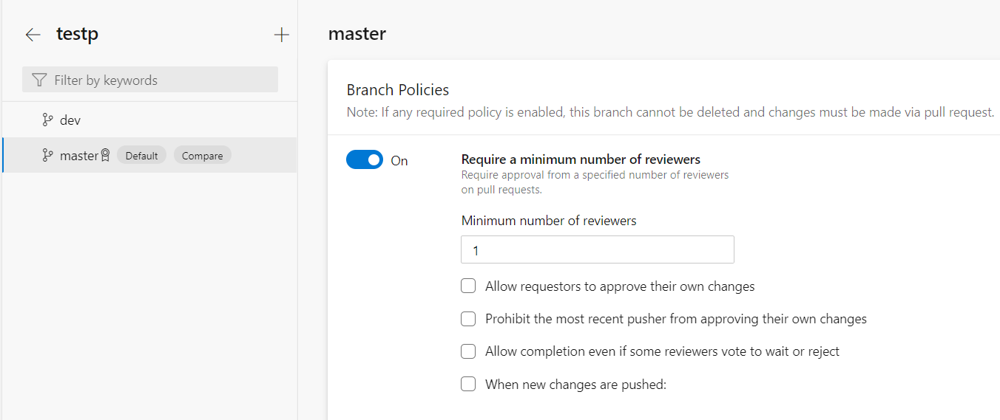 testp
Filter by keywords
dev
master Default Compare
master
Branch Policies
Note: If any required policy is enabled, this branch cannot be deleted and changes must be made via pull request.
On
Require a minimum number of reviewers
Require approval from a specified number of reviewers
on pull requests.
Minimum number of reviewers
1
Allow requestors to approve their own changes
Prohibit the most recent pusher from approving their own changes
Allow completion even if some reviewers vote to wait or reject
When new changes are pushed: